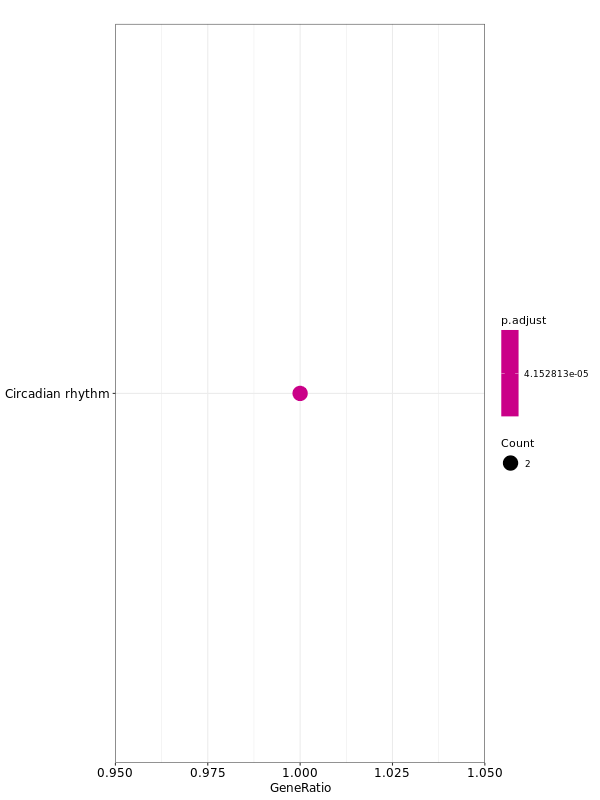 Circadian rhythm
0.950 0.975 1.000 1.025 1.050
GeneRatio
p.adjust
4.152813e-05
Count
2